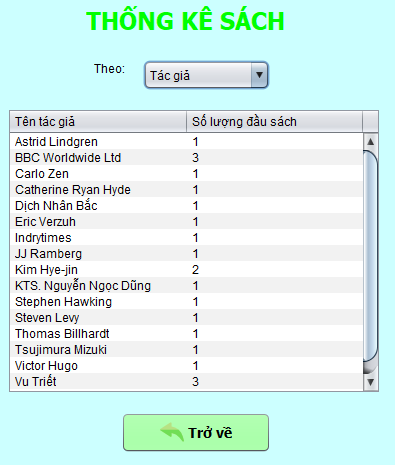 THỐNG KÊ SÁCH
Theo: Tác giả
Tên tác giả Số lượng đầu sách
Astrid Lindgren 1
BBC Worldwide Ltd 3
Carlo Zen 1
Catherine Ryan Hyde 1
Dịch Nhân Bắc 1
Eric Verzuh 1
Indrytimes 1
JJ Ramberg 1
Kim Hye-jin 2
KTS. Nguyễn Ngọc Dũng 1
Stephen Hawking 1
Steven Levy 1
Thomas Billhardt 1
Tsujimura Mizuki 1
Victor Hugo 1
Vu Triết 3
Trở về